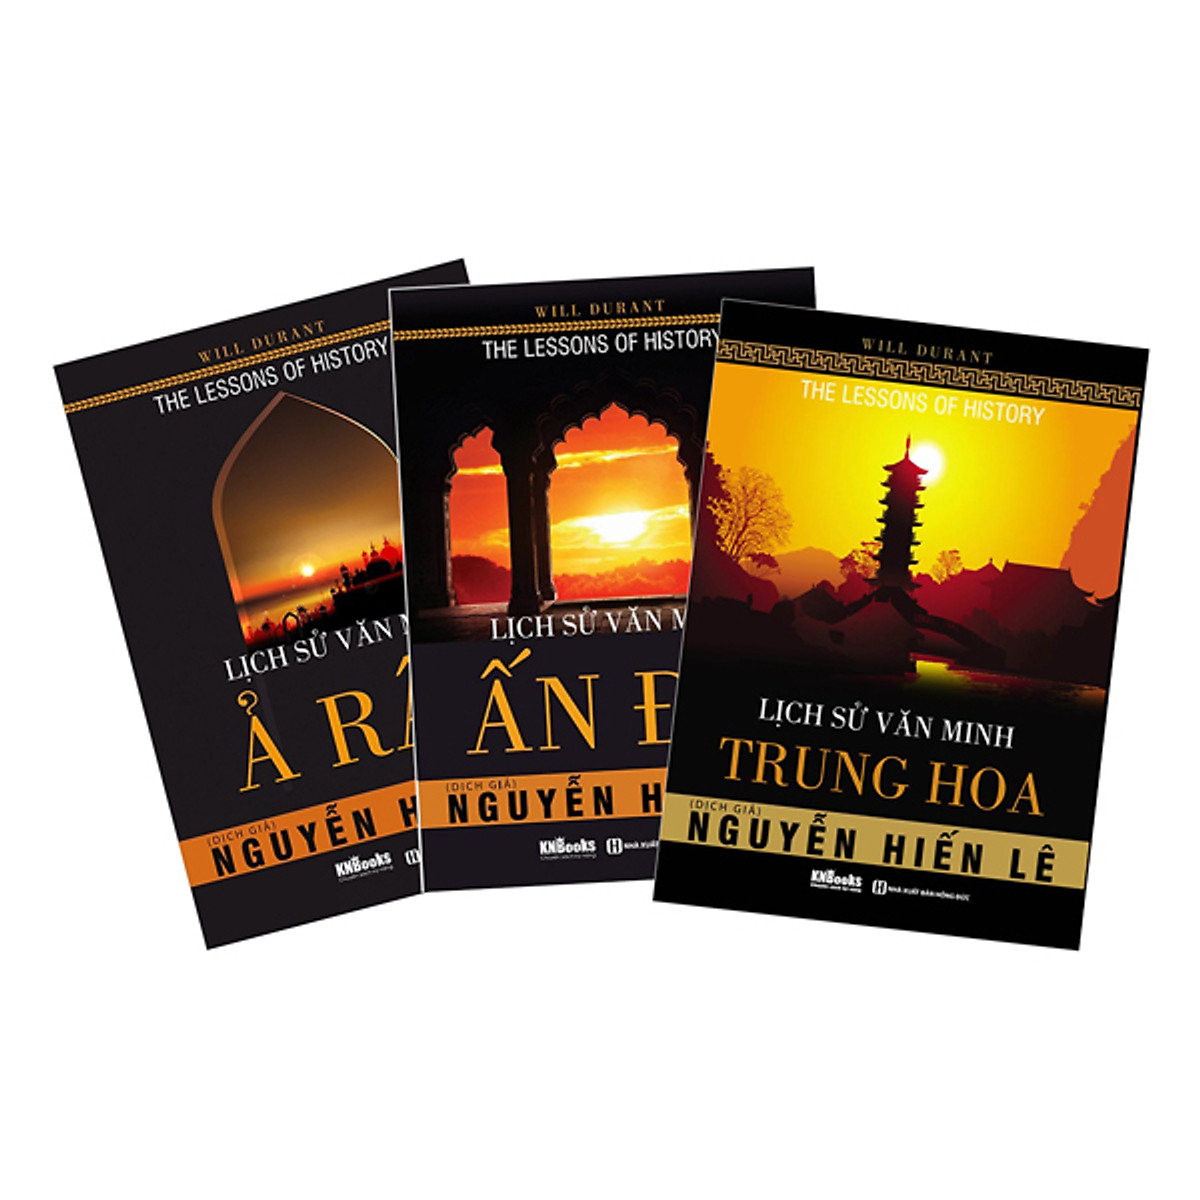 WILL DURANT
THE LESSONS OF HISTORY
LỊCH SỬ VĂN M
Ả RẬ
(DỊCH GIẢ)
NGUYỄN H
KNBooks
WILL DURANT
THE LESSONS OF HISTORY
LỊCH SỬ VĂN M
ẤN Đ
(DỊCH GIẢ)
NGUYỄN H
KNBooks
NHÀ XUẤT
WILL DURANT
THE LESSONS OF HISTORY
LỊCH SỬ VĂN MINH
TRUNG HOA
(DỊCH GIẢ)
NGUYỄN HIẾN LÊ
KNBooks
NHÀ XUẤT BẢN HỒNG ĐỨC